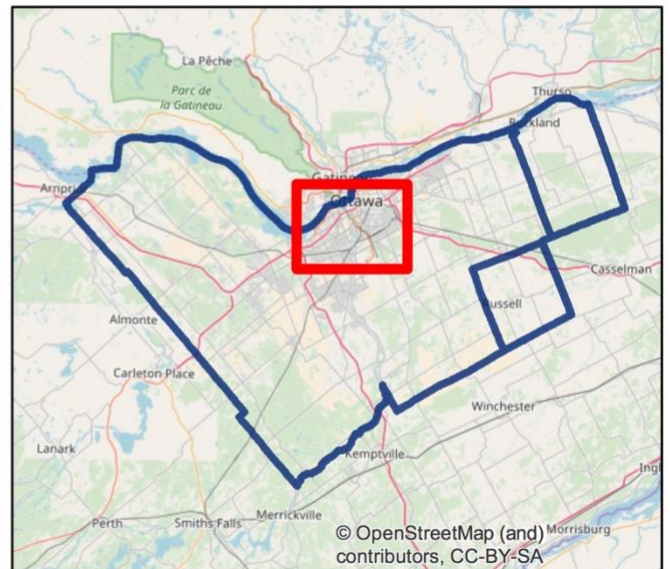 La Pêche
Parc de
la Gatineau
Thurso
Rockland
Gatineau
Arnprior
Ottawa
Casselman
Russell
Almonte
Carleton Place
Winchester
Lanark
Kemptville
Merrickville
Perth
Smiths Falls
© OpenStreetMap (and)
contributors, CC-BY-SA
Morrisburg
Ing